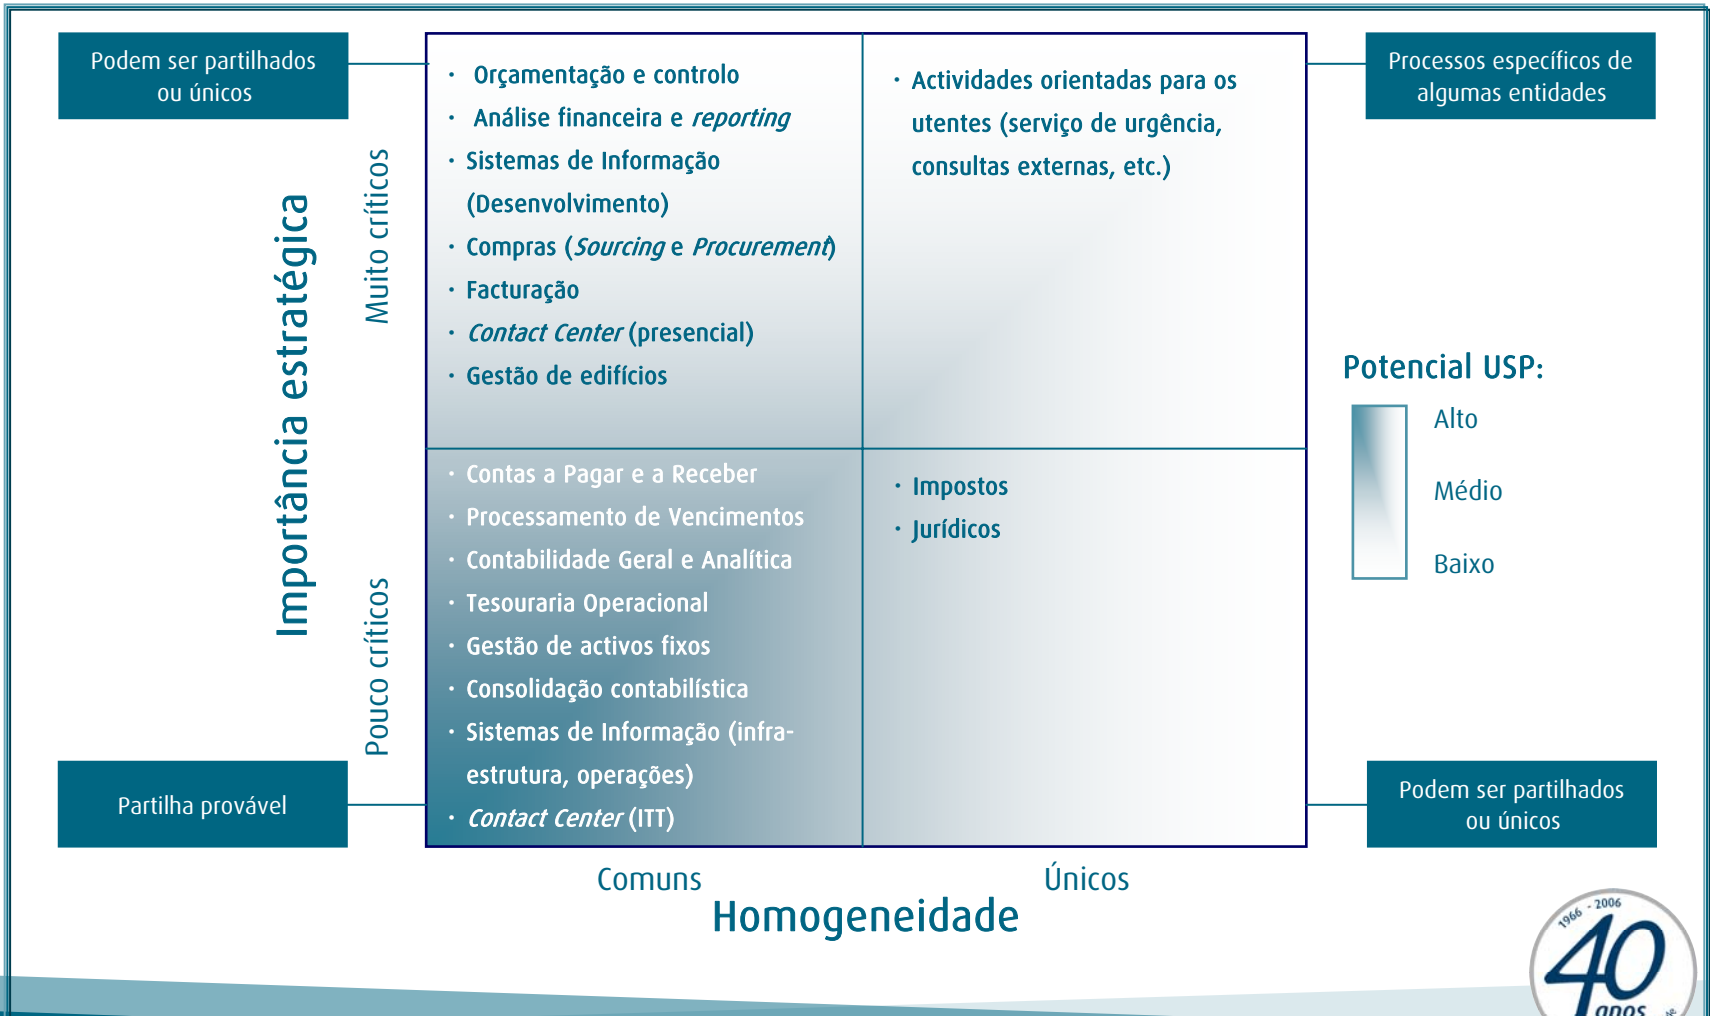 Podem ser partilhados
ou únicos
Processos específicos de
algumas entidades
Importância estratégica
Muito críticos
Pouco críticos
· Orçamentação e controlo
· Análise financeira e reporting
· Sistemas de Informação
(Desenvolvimento)
· Compras (Sourcing e Procurement)
· Facturação
· Contact Center (presencial)
· Gestão de edifícios
· Actividades orientadas para os
utentes (serviço de urgência,
consultas externas, etc.)
· Contas a Pagar e a Receber
· Processamento de Vencimentos
· Contabilidade Geral e Analítica
· Tesouraria Operacional
· Gestão de activos fixos
· Consolidação contabilística
· Sistemas de Informação (infra-
estrutura, operações)
· Contact Center (ITT)
· Impostos
· Jurídicos
Potencial USP:
Alto
Médio
Baixo
Partilha provável
Podem ser partilhados
ou únicos
Comuns
Únicos
Homogeneidade
1966 - 2006
40
anos